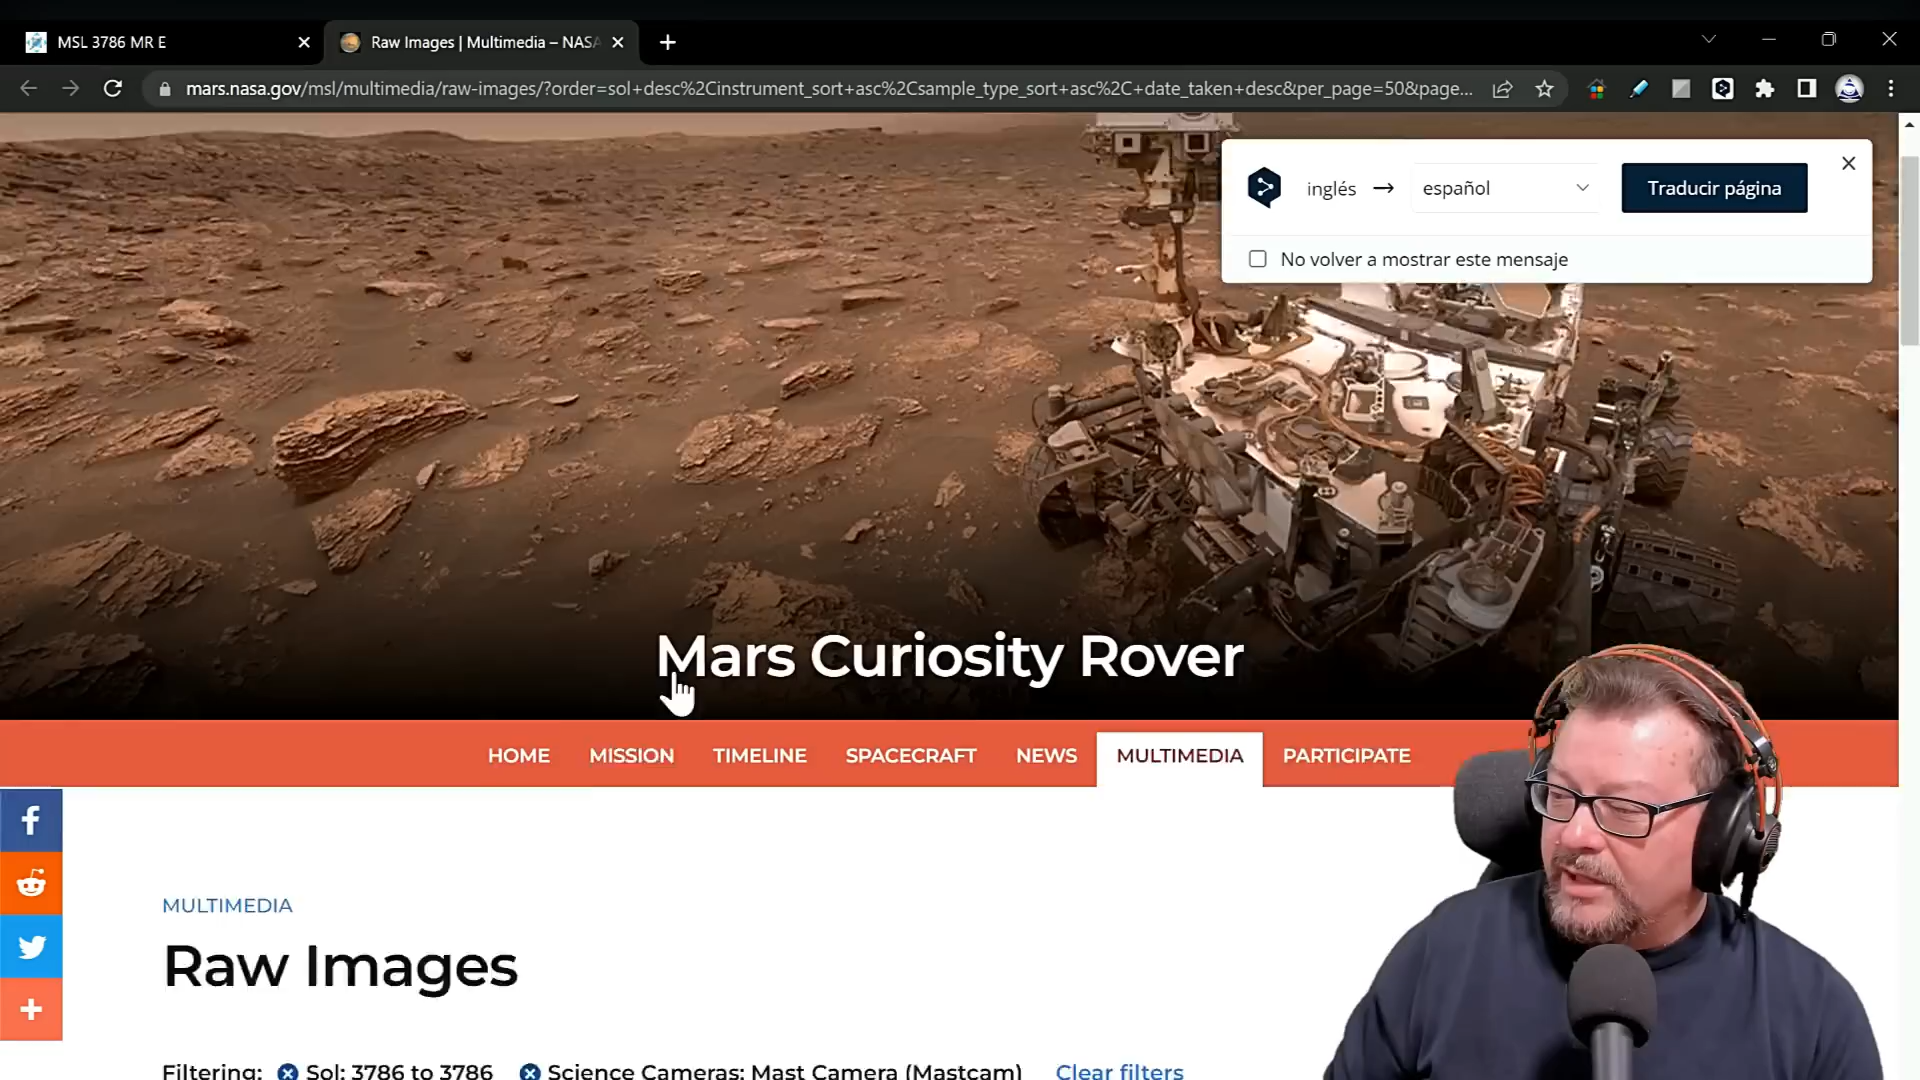 MSL 3786 MR E
Raw Images | Multimedia – NASA
mars.nasa.gov/msl/multimedia/raw-images/?order=sol+desc%2Cinstrument_sort+asc%2Csample_type_sort+asc%2C+date_taken+desc&per_page=50&page...
inglés → español
Traducir página
No volver a mostrar este mensaje
Mars Curiosity Rover
HOME MISSION TIMELINE SPACECRAFT NEWS MULTIMEDIA PARTICIPATE
MULTIMEDIA
Raw Images
Filtering: Sol: 3786 to 3786 Science Cameras: Mast Camera (Mastcam) Clear filters